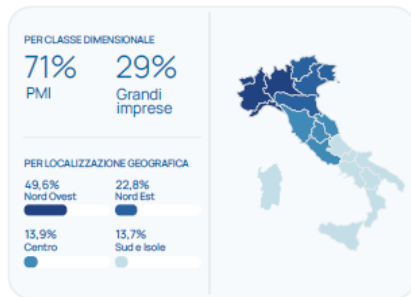 PER CLASSE DIMENSIONALE
71% 29%
PMI Grandi
imprese
PER LOCALIZZAZIONE GEOGRAFICA
49,6% 22,8%
Nord Ovest Nord Est
13,9% 13,7%
Centro Sud e Isole